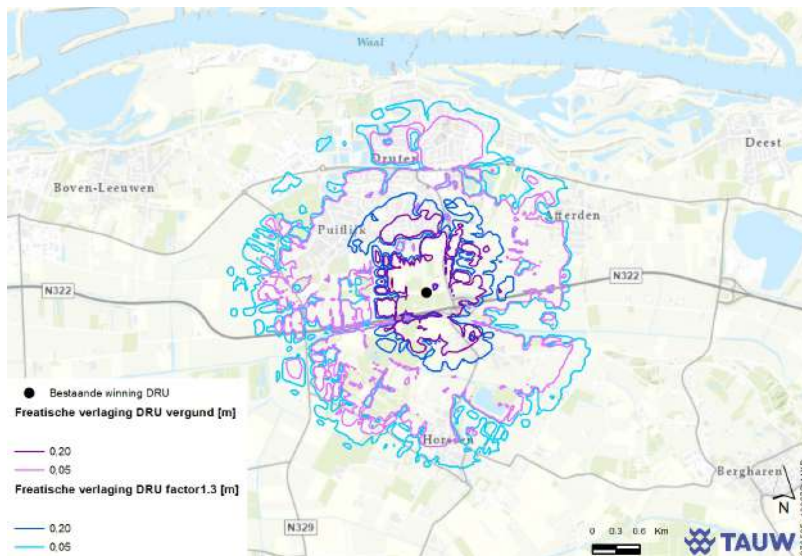 Waal
Druten
Deest
Boven-Leeuwen
Afferden
Puiflijk
N322
N322
Bestaande winning DRU
Freatische verlaging DRU vergund [m]
0,20
0,05
Horssen
Freatische verlaging DRU factor1.3 [m]
Bergharen
N
0,20
N329
0 0.3 0.6 Km
0,05
TAUW